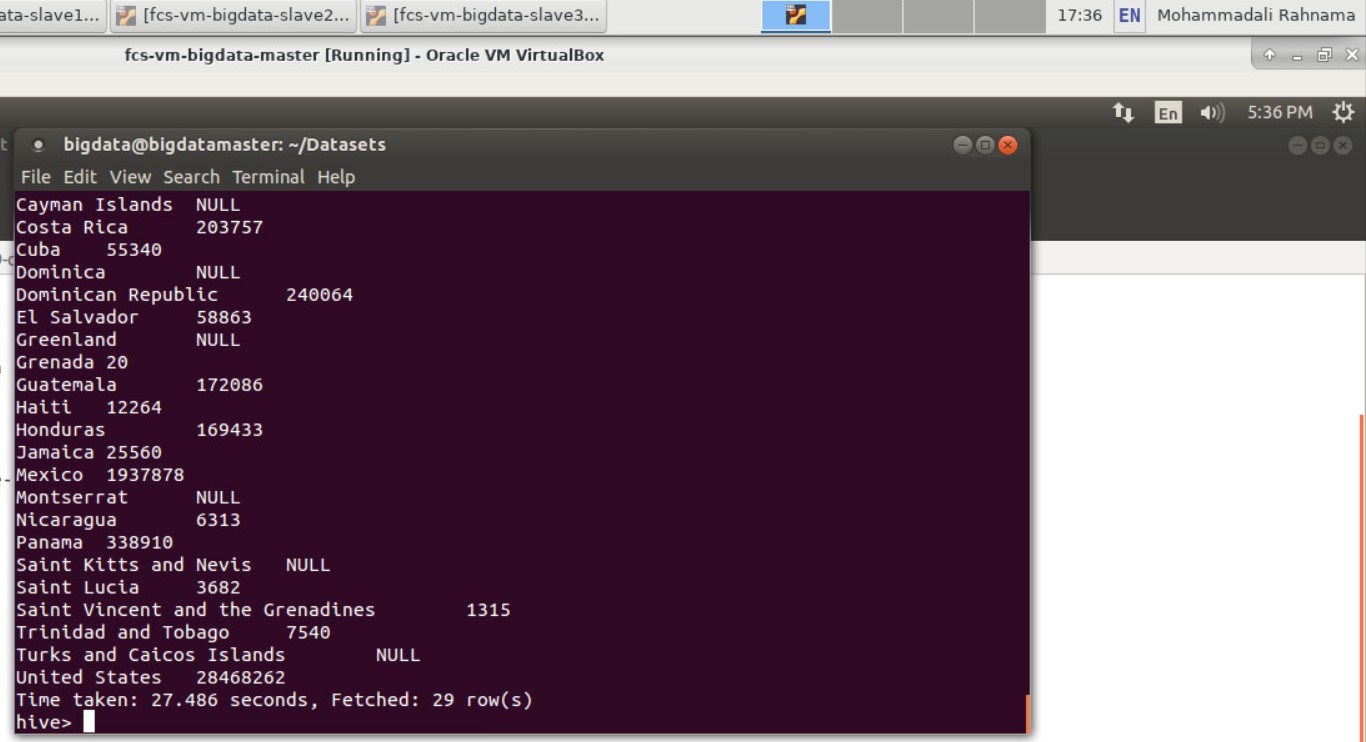 ata-slave1... [fcs-vm-bigdata-slave2... [fcs-vm-bigdata-slave3... 17:36 EN Mohammadali Rahnama
fcs-vm-bigdata-master [Running] - Oracle VM VirtualBox
En 5:36 PM
bigdata@bigdatamaster: ~/Datasets
File Edit View Search Terminal Help
Cayman Islands NULL
Costa Rica 203757
Cuba 55340
Dominica NULL
Dominican Republic 240064
El Salvador 58863
Greenland NULL
Grenada 20
Guatemala 172086
Haiti 12264
Honduras 169433
Jamaica 25560
Mexico 1937878
Montserrat NULL
Nicaragua 6313
Panama 338910
Saint Kitts and Nevis NULL
Saint Lucia 3682
Saint Vincent and the Grenadines 1315
Trinidad and Tobago 7540
Turks and Caicos Islands NULL
United States 28468262
Time taken: 27.486 seconds, Fetched: 29 row(s)
hive>